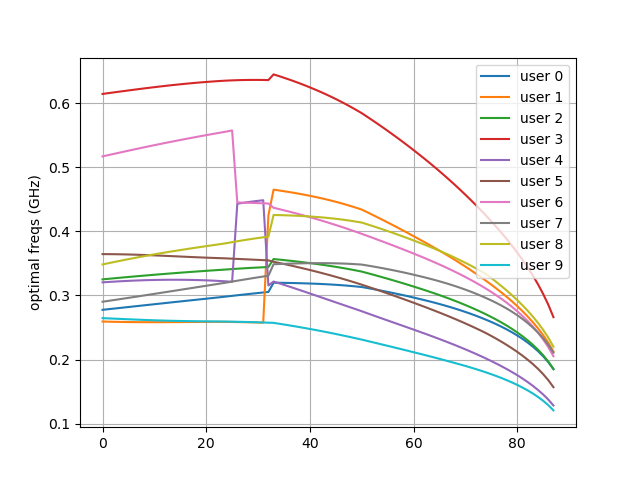 optimal freqs (GHz)
0.6
0.5
0.4
0.3
0.2
0.1
0 20 40 60 80
user 0
user 1
user 2
user 3
user 4
user 5
user 6
user 7
user 8
user 9